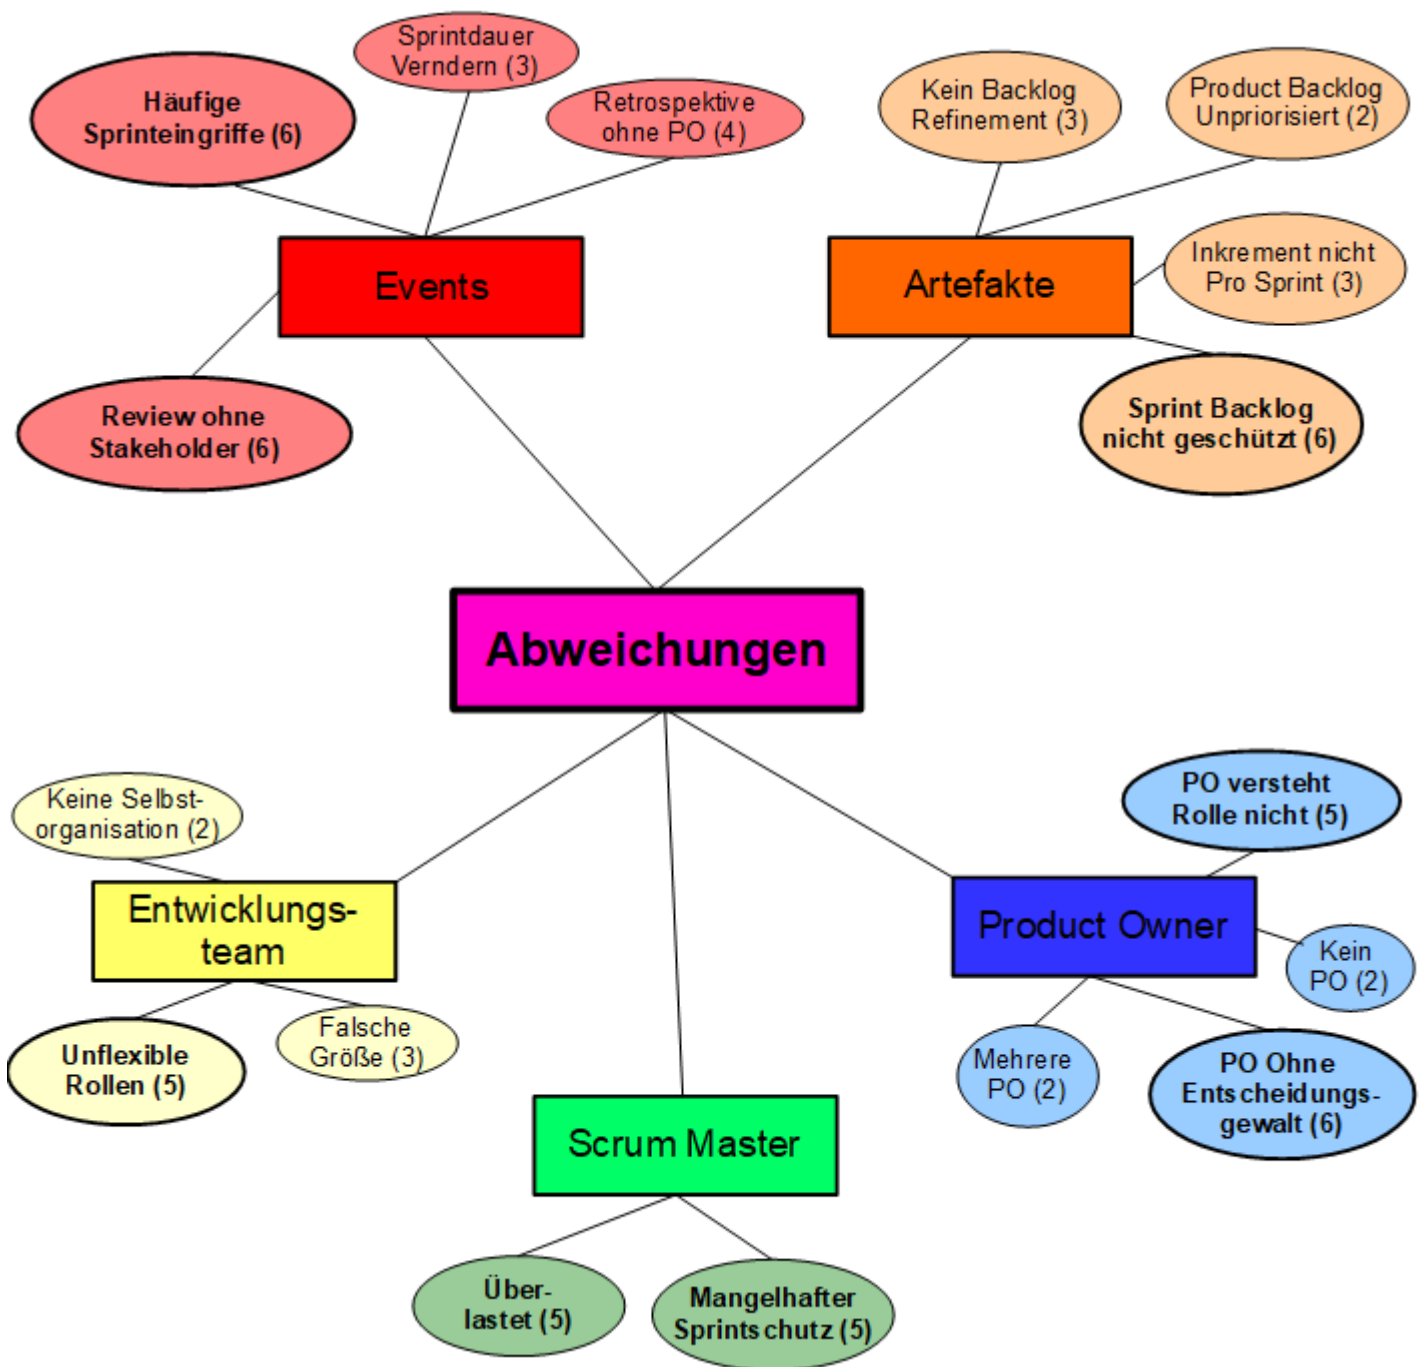 Häufige
Sprinteingriffe (6)
Sprintdauer
Verndern (3)
Retrospektive
ohne PO (4)
Events
Review ohne
Stakeholder (6)
Kein Backlog
Refinement (3)
Product Backlog
Unpriorisiert (2)
Artefakte
Inkrement nicht
Pro Sprint (3)
Sprint Backlog
nicht geschützt (6)
Abweichungen
Keine Selbst-
organisation (2)
Entwicklungs-
team
Unflexible
Rollen (5)
Falsche
Größe (3)
Scrum Master
Über-
lastet (5)
Mangelhafter
Sprintschutz (5)
PO versteht
Rolle nicht (5)
Product Owner
Kein
PO (2)
Mehrere
PO (2)
PO Ohne
Entscheidungs-
gewalt (6)